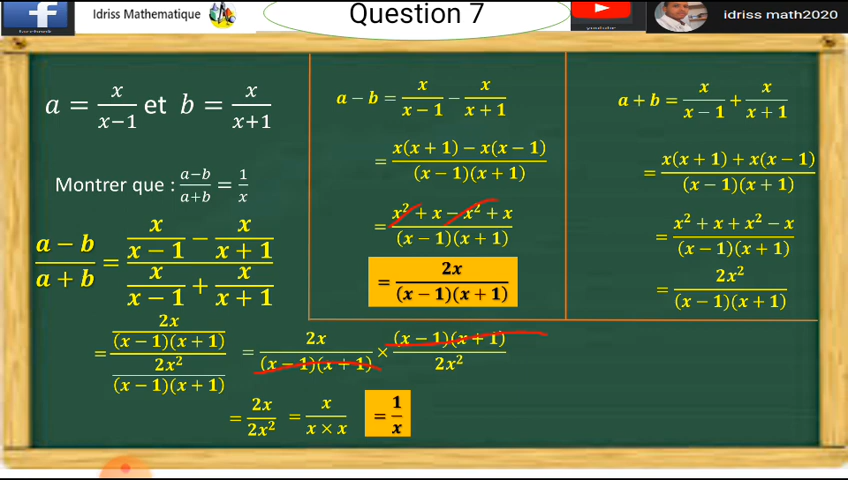 Question 7
facebook
Idriss Mathematique
youtube
idriss math2020
a = x/(x−1) et b = x/(x+1)
Montrer que : (a−b)/(a+b) = 1/x
(a − b)/(a + b) = (x/(x − 1) − x/(x + 1))/(x/(x − 1) + x/(x + 1))
= (2x/((x − 1)(x + 1)))/(2x²/((x − 1)(x + 1))) = 2x/((x − 1)(x + 1)) × ((x − 1)(x + 1))/2x²
= 2x/2x² = x/(x × x) = 1/x
a − b = x/(x − 1) − x/(x + 1)
= (x(x + 1) − x(x − 1))/((x − 1)(x + 1))
= (x² + x − x² + x)/((x − 1)(x + 1))
= 2x/((x − 1)(x + 1))
a + b = x/(x − 1) + x/(x + 1)
= (x(x + 1) + x(x − 1))/((x − 1)(x + 1))
= (x² + x + x² − x)/((x − 1)(x + 1))
= 2x²/((x − 1)(x + 1))